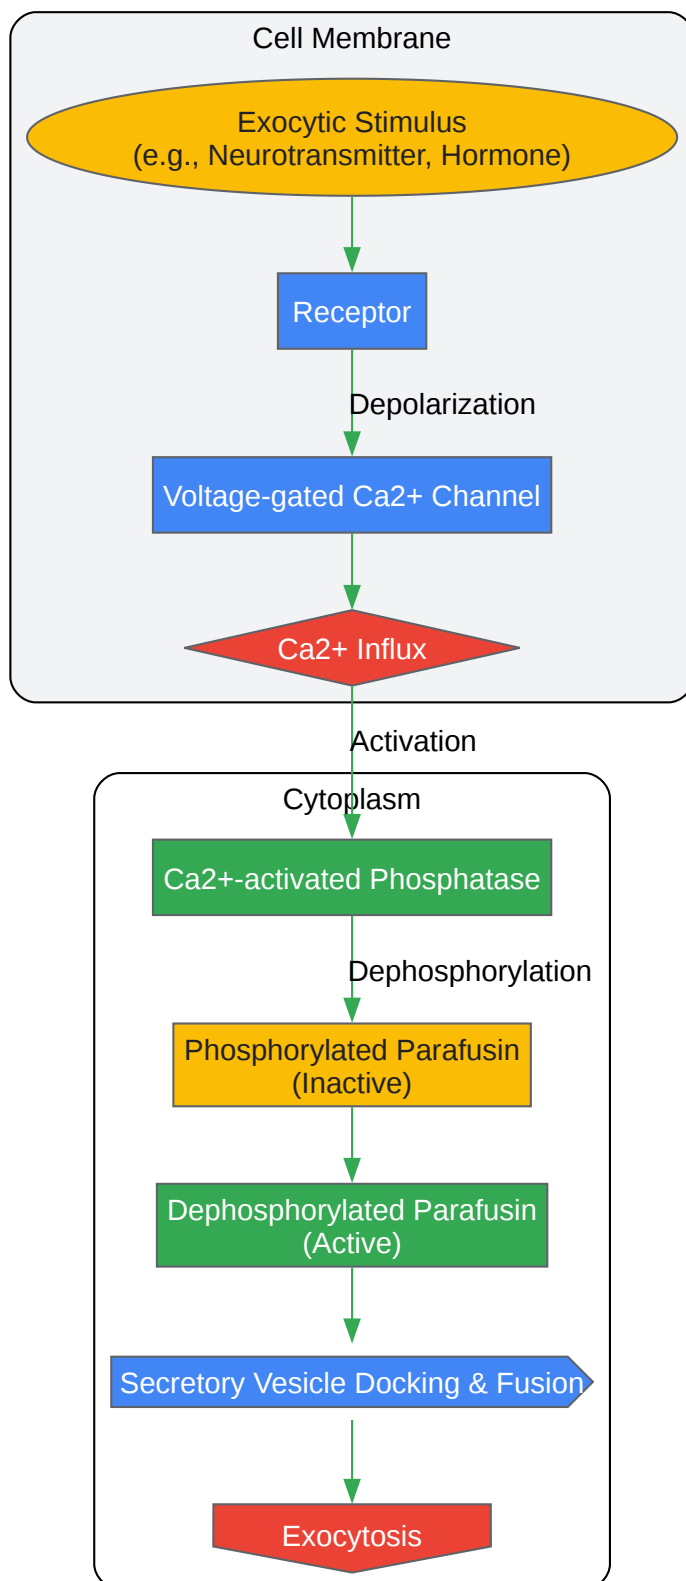 Cell Membrane
Exocytic Stimulus
(e.g., Neurotransmitter, Hormone)
Receptor
Depolarization
Voltage-gated Ca2+ Channel
Ca2+ Influx
Activation
Cytoplasm
Ca2+-activated Phosphatase
Dephosphorylation
Phosphorylated Parafusin
(Inactive)
Dephosphorylated Parafusin
(Active)
Secretory Vesicle Docking & Fusion
Exocytosis